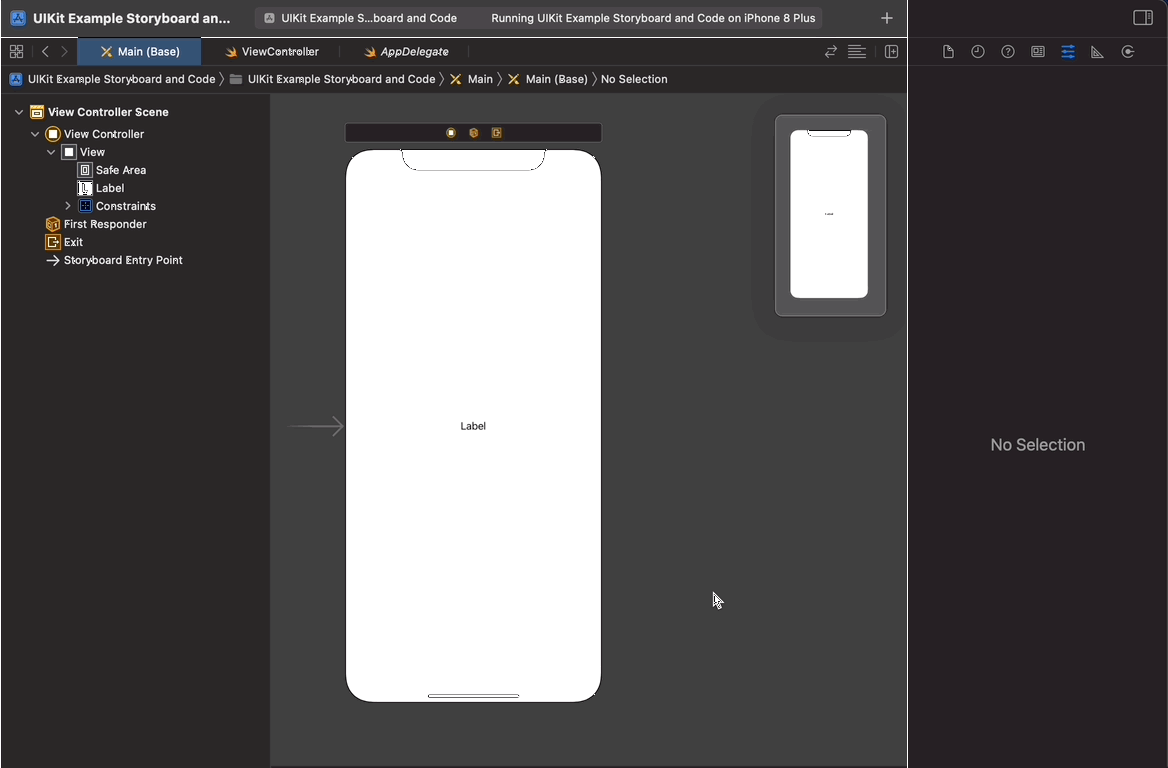 UIKit Example Storyboard an...
UIKit Example S...board and Code
Running UIKit Example Storyboard and Code on iPhone 8 Plus
Main (Base)
ViewController
AppDelegate
UIKit Example Storyboard and Code
UIKit Example Storyboard and Code
Main
Main (Base)
No Selection
View Controller Scene
View Controller
View
Safe Area
L Label
Constraints
First Responder
Exit
Storyboard Entry Point
Label
Label
No Selection